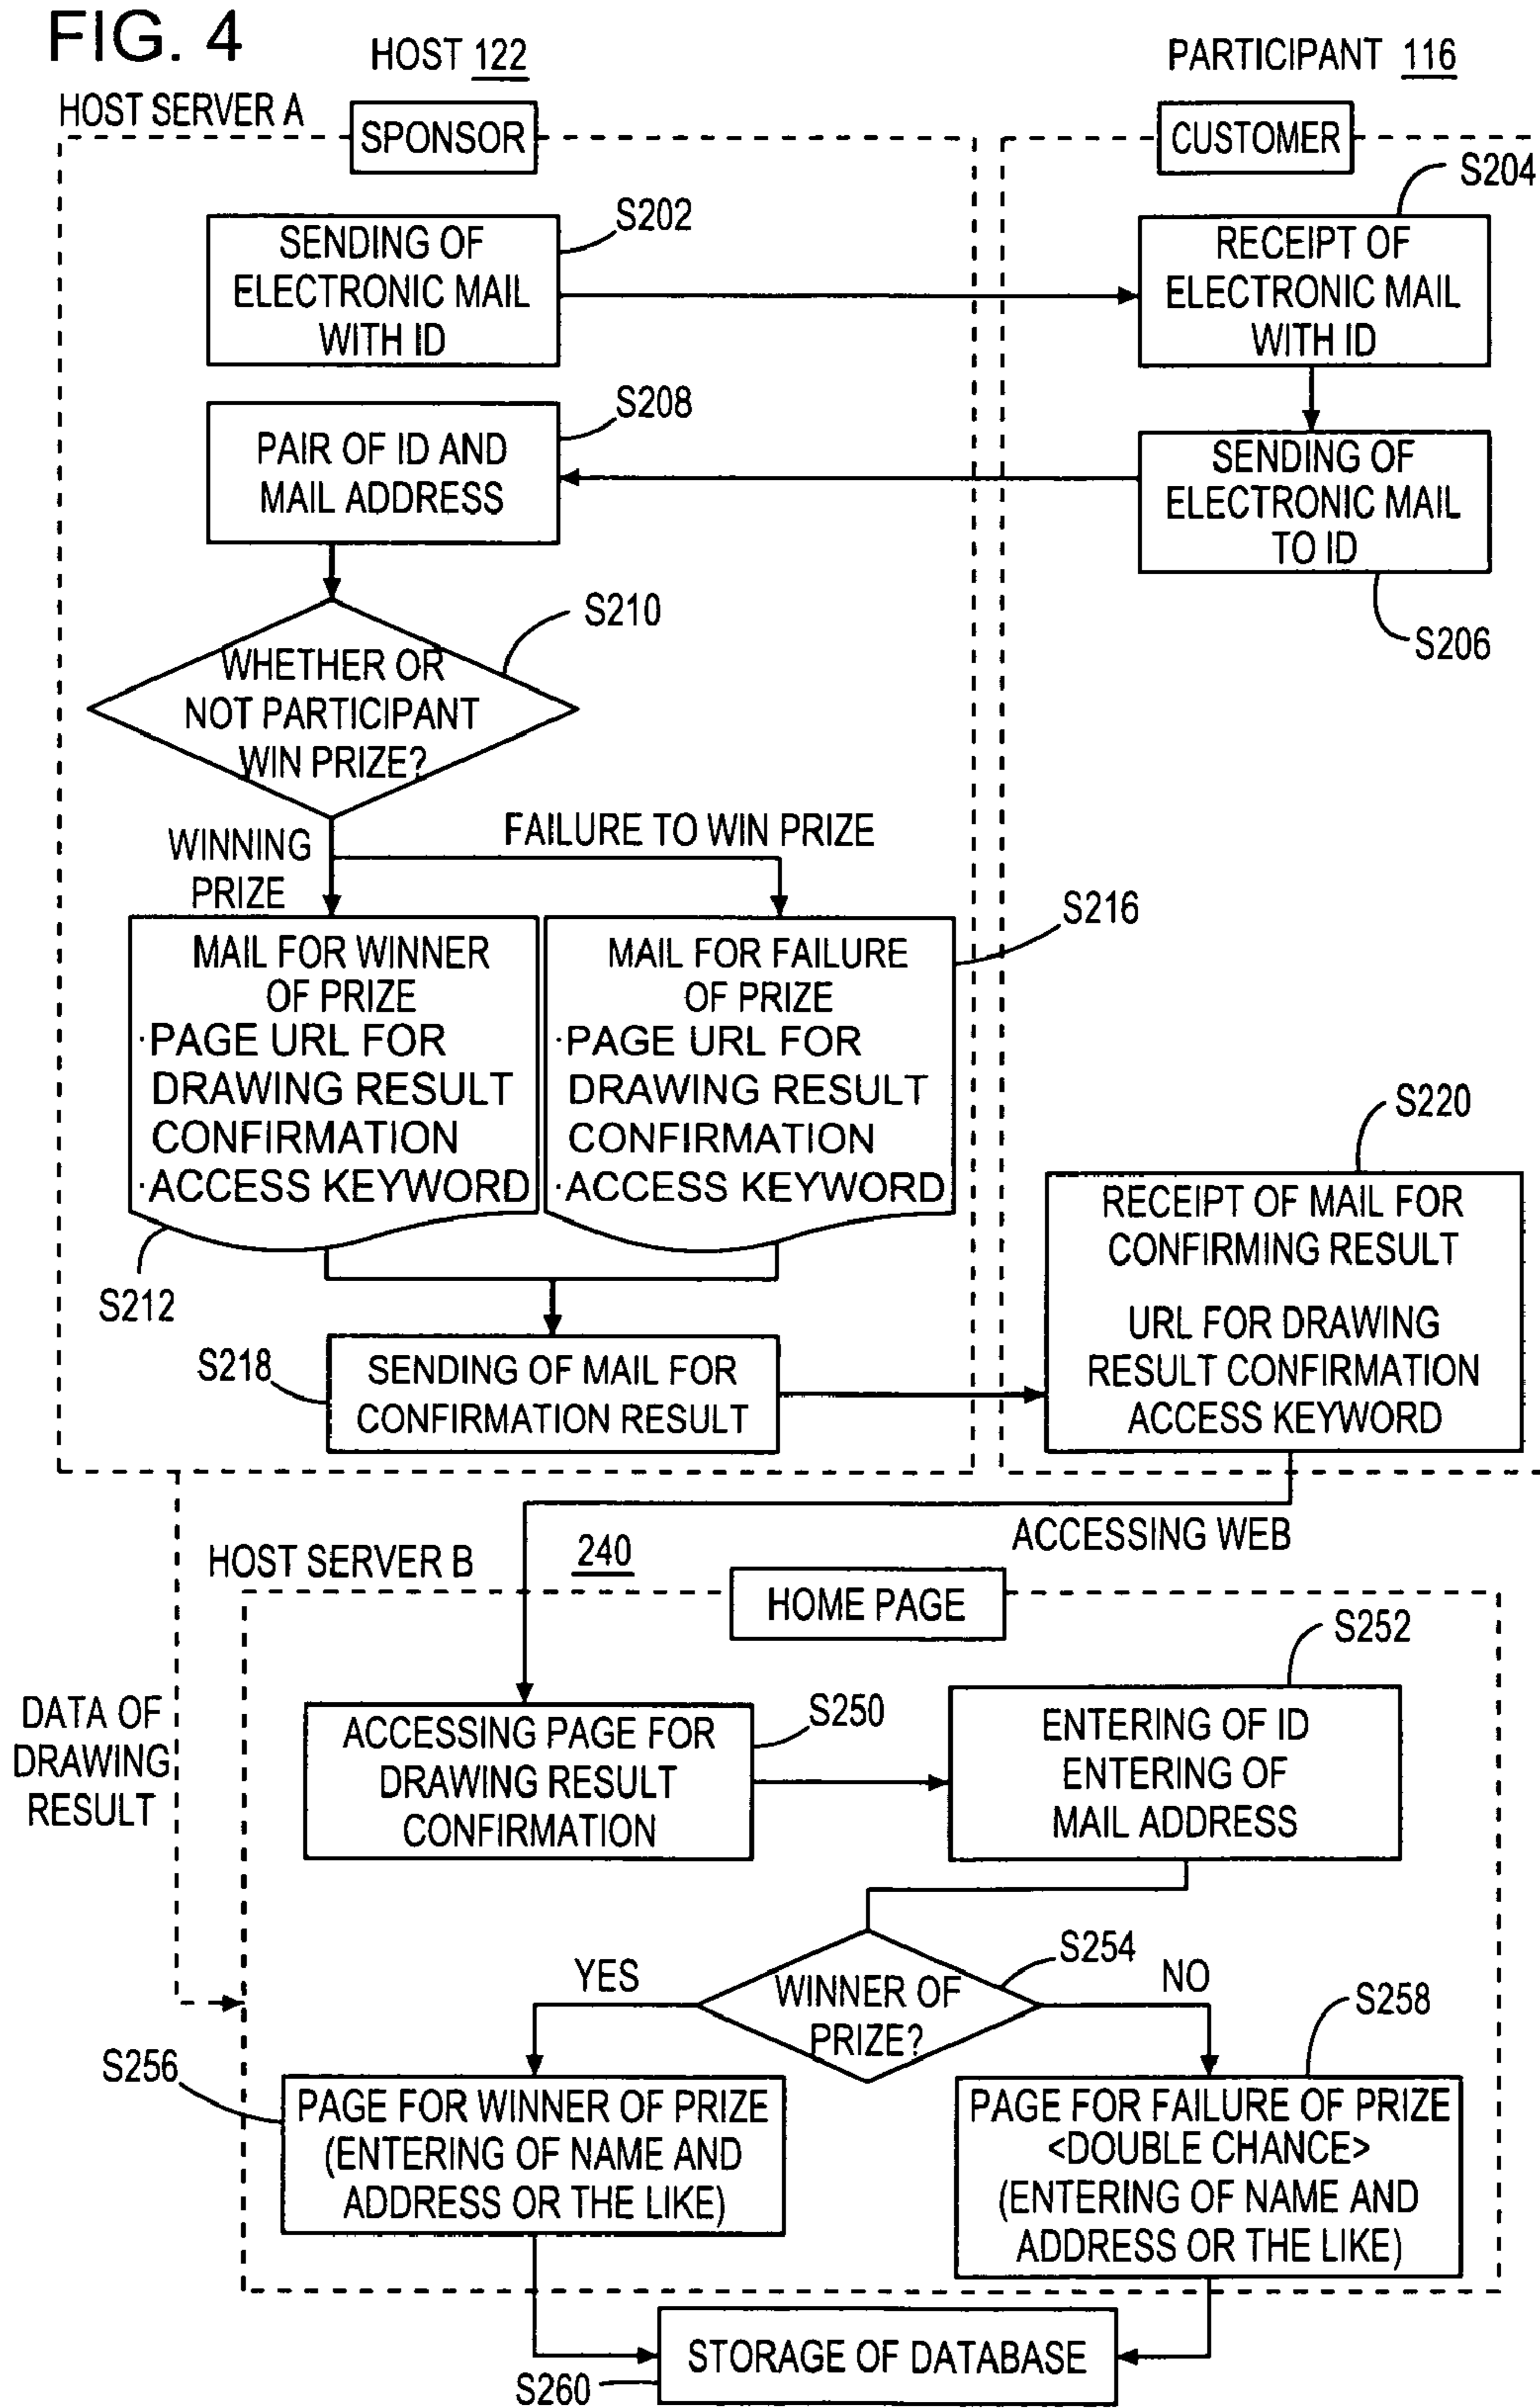 FIG. 4
HOST 122
PARTICIPANT 116
HOST SERVER A
SPONSOR
CUSTOMER
S202
S204
SENDING OF
ELECTRONIC MAIL
WITH ID
RECEIPT OF
ELECTRONIC MAIL
WITH ID
S208
PAIR OF ID AND
MAIL ADDRESS
SENDING OF
ELECTRONIC MAIL
TO ID
S206
S210
WHETHER OR
NOT PARTICIPANT
WIN PRIZE?
WINNING
PRIZE
FAILURE TO WIN PRIZE
S216
MAIL FOR WINNER
OF PRIZE
·PAGE URL FOR
DRAWING RESULT
CONFIRMATION
·ACCESS KEYWORD
MAIL FOR FAILURE
OF PRIZE
·PAGE URL FOR
DRAWING RESULT
CONFIRMATION
·ACCESS KEYWORD
S212
S220
RECEIPT OF MAIL FOR
CONFIRMING RESULT
URL FOR DRAWING
RESULT CONFIRMATION
ACCESS KEYWORD
S218
SENDING OF MAIL FOR
CONFIRMATION RESULT
ACCESSING WEB
HOST SERVER B 240
HOME PAGE
DATA OF
DRAWING
RESULT
S250
ACCESSING PAGE FOR
DRAWING RESULT
CONFIRMATION
S252
ENTERING OF ID
ENTERING OF
MAIL ADDRESS
S254
YES
WINNER OF
PRIZE?
NO
S256
PAGE FOR WINNER OF PRIZE
(ENTERING OF NAME AND
ADDRESS OR THE LIKE)
S258
PAGE FOR FAILURE OF PRIZE
<DOUBLE CHANCE>
(ENTERING OF NAME AND
ADDRESS OR THE LIKE)
STORAGE OF DATABASE
S260